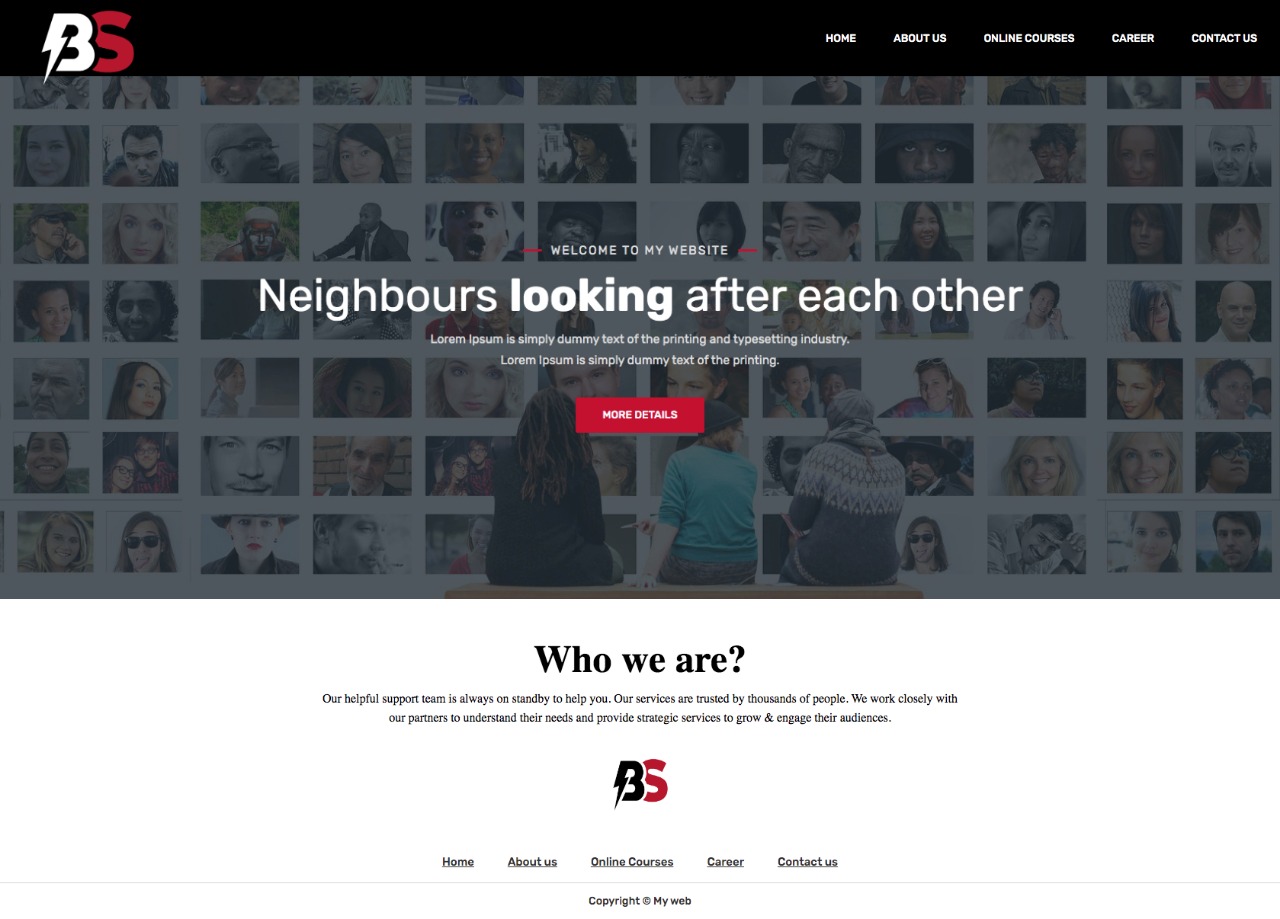 BS
HOME ABOUT US ONLINE COURSES CAREER CONTACT US
WELCOME TO MY WEBSITE
Neighbours looking after each other
Lorem Ipsum is simply dummy text of the printing and typesetting industry.
Lorem Ipsum is simply dummy text of the printing.
MORE DETAILS
Who we are?
Our helpful support team is always on standby to help you. Our services are trusted by thousands of people. We work closely with
our partners to understand their needs and provide strategic services to grow & engage their audiences.
BS
Home About us Online Courses Career Contact us
Copyright © My web